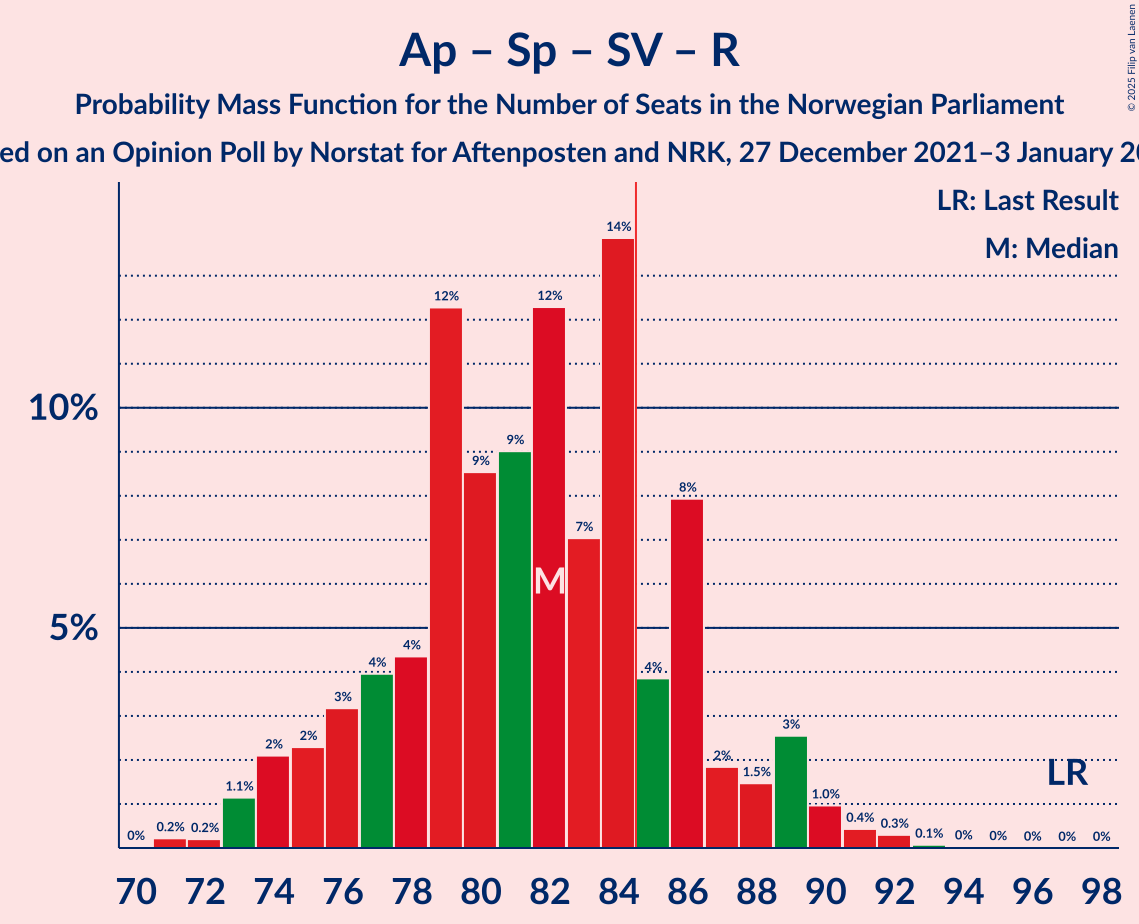 Ap – Sp – SV – R
Probability Mass Function for the Number of Seats in the Norwegian Parliament
ed on an Opinion Poll by Norstat for Aftenposten and NRK, 27 December 2021–3 January 20
© 2025 Filip van Laenen
LR: Last Result
M: Median
10%
5%
0% 0.2% 0.2% 1.1% 2% 2% 3% 4% 4% 12% 9% 9% 12% 7% 14% 4% 8% 2% 1.5% 3% 1.0% 0.4% 0.3% 0.1% 0% 0% 0% 0% 0%
M
LR
70 72 74 76 78 80 82 84 86 88 90 92 94 96 98